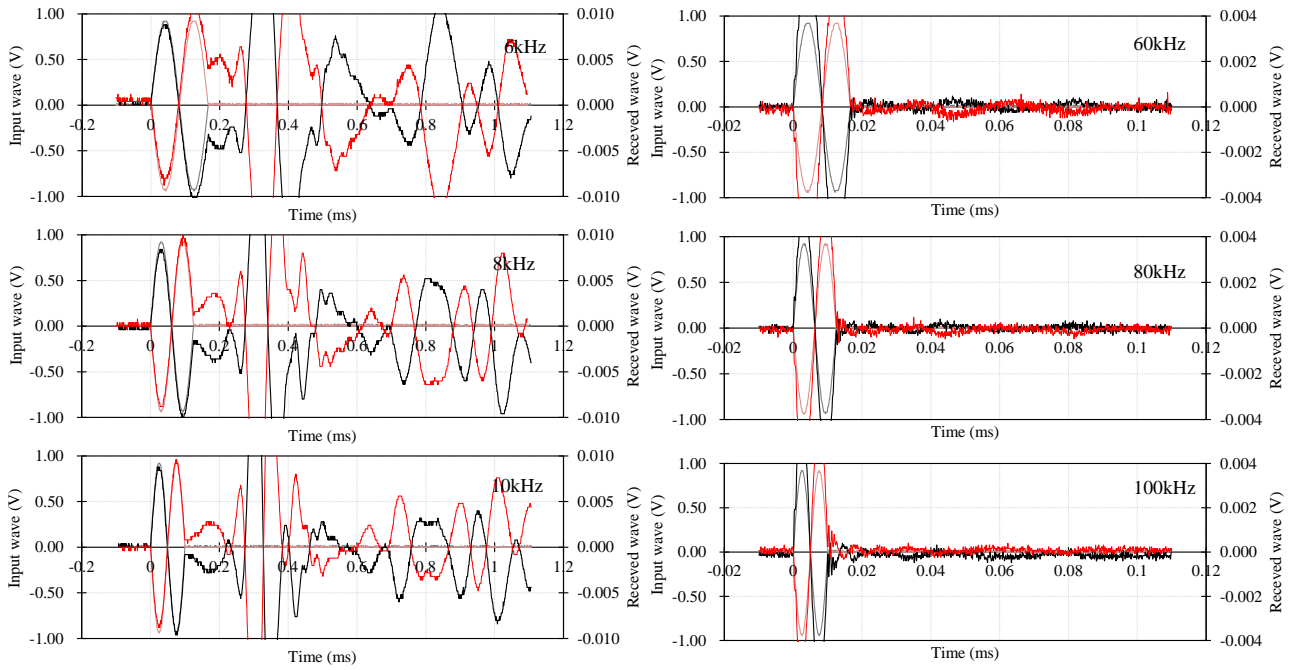 1.00 0.010
0.50 0.005
0.00 0.000
-0.50 -0.005
-1.00 -0.010
-0.2 0 0.2 0.4 0.6 0.8 1 1.2
6kHz
Input wave (V)
Receved wave (V)
Time (ms)
1.00 0.004
0.50 0.002
0.00 0.000
-0.50 -0.002
-1.00 -0.004
-0.02 0 0.02 0.04 0.06 0.08 0.1 0.12
60kHz
Input wave (V)
Receved wave (V)
Time (ms)
1.00 0.010
0.50 0.005
0.00 0.000
-0.50 -0.005
-1.00 -0.010
-0.2 0 0.2 0.4 0.6 0.8 1 1.2
8kHz
Input wave (V)
Receved wave (V)
Time (ms)
1.00 0.004
0.50 0.002
0.00 0.000
-0.50 -0.002
-1.00 -0.004
-0.02 0 0.02 0.04 0.06 0.08 0.1 0.12
80kHz
Input wave (V)
Receved wave (V)
Time (ms)
1.00 0.010
0.50 0.005
0.00 0.000
-0.50 -0.005
-1.00 -0.010
-0.2 0 0.2 0.4 0.6 0.8 1 1.2
10kHz
Input wave (V)
Receved wave (V)
Time (ms)
1.00 0.004
0.50 0.002
0.00 0.000
-0.50 -0.002
-1.00 -0.004
-0.02 0 0.02 0.04 0.06 0.08 0.1 0.12
100kHz
Input wave (V)
Receved wave (V)
Time (ms)